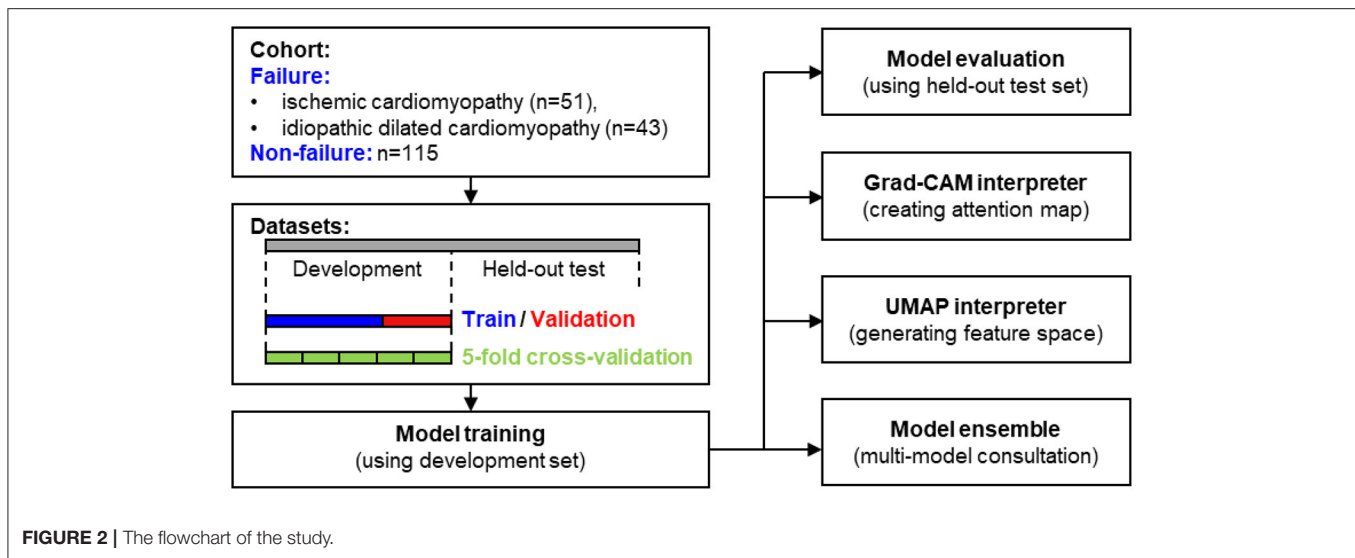 Cohort:
Failure:
• ischemic cardiomyopathy (n=51),
• idiopathic dilated cardiomyopathy (n=43)
Non-failure: n=115
Datasets:
Development Held-out test
Train / Validation
5-fold cross-validation
Model training
(using development set)
Model evaluation
(using held-out test set)
Grad-CAM interpreter
(creating attention map)
UMAP interpreter
(generating feature space)
Model ensemble
(multi-model consultation)
FIGURE 2 | The flowchart of the study.